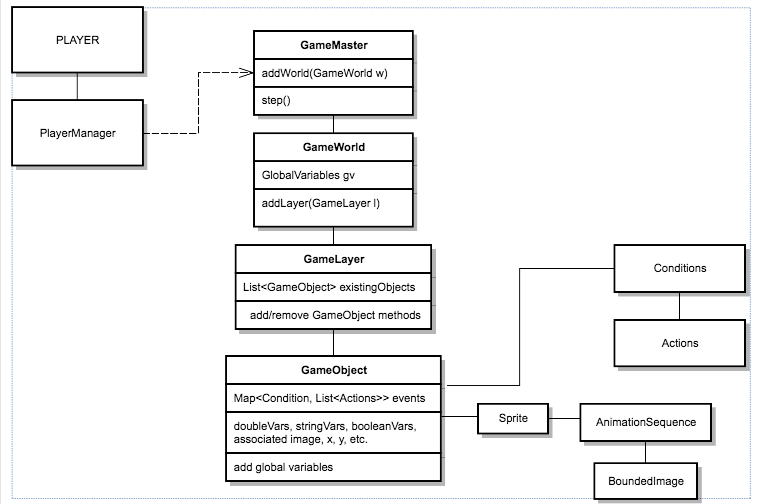 PLAYER
PlayerManager
GameMaster
addWorld(GameWorld w)
step()
GameWorld
GlobalVariables gv
addLayer(GameLayer l)
GameLayer
List<GameObject> existingObjects
add/remove GameObject methods
GameObject
Map<Condition, List<Actions>> events
doubleVars, stringVars, booleanVars,
associated image, x, y, etc.
add global variables
Conditions
Actions
Sprite
AnimationSequence
BoundedImage